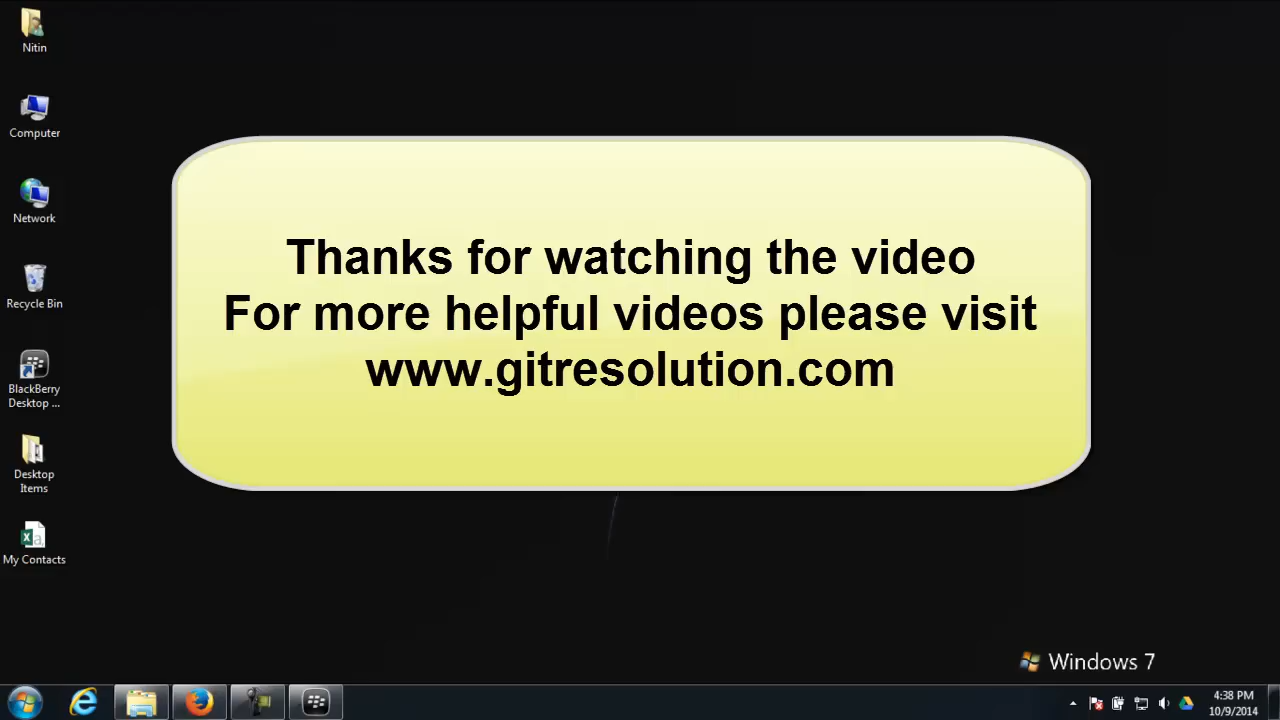 Nitin
Computer
Network
Recycle Bin
BlackBerry
Desktop ...
Desktop
Items
My Contacts
Thanks for watching the video
For more helpful videos please visit
www.gitresolution.com
Windows 7
4:38 PM
10/9/2014